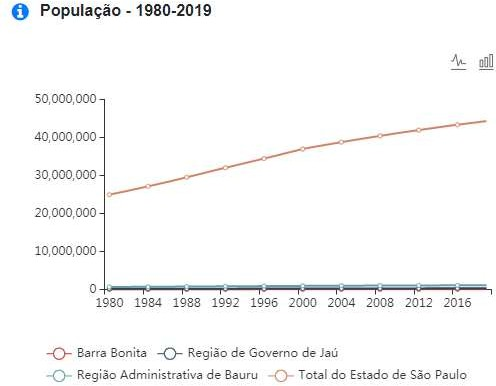 População - 1980-2019
50,000,000
40,000,000
30,000,000
20,000,000
10,000,000
0
1980 1984 1988 1992 1996 2000 2004 2008 2012 2016
Barra Bonita Região de Governo de Jaú
Região Administrativa de Bauru Total do Estado de São Paulo